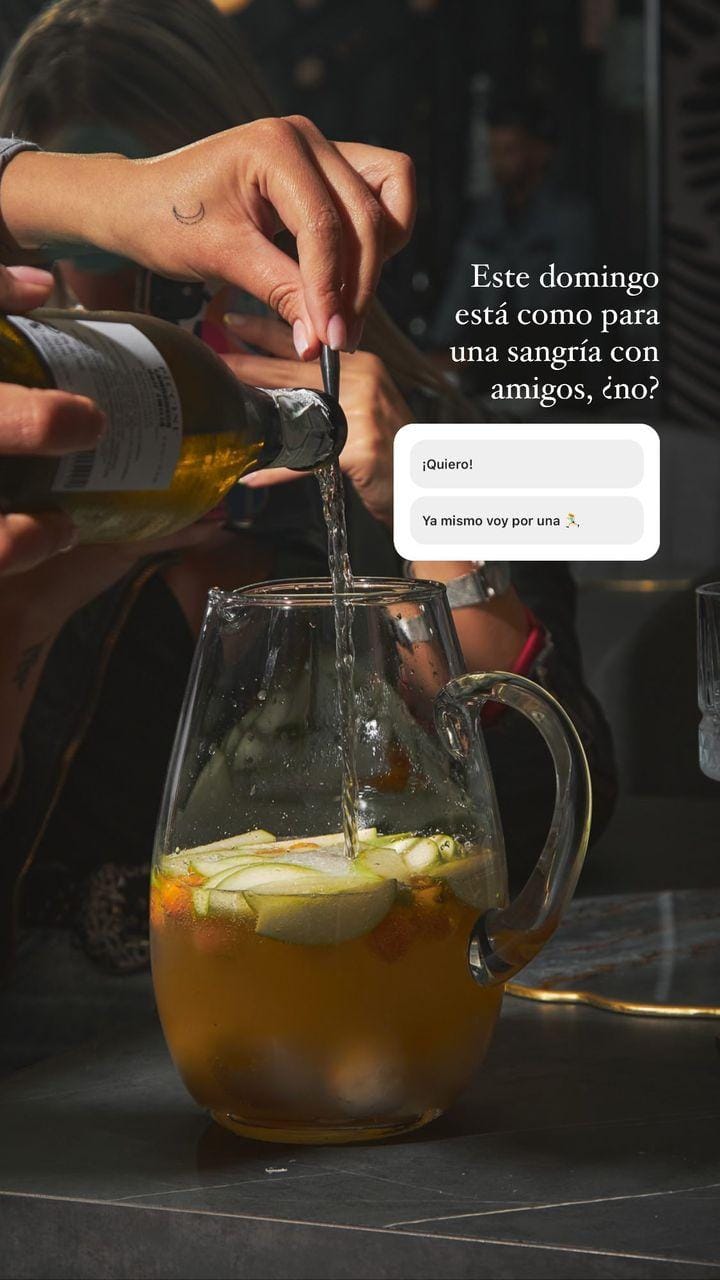 Este domingo
está como para
una sangría con
amigos, ¿no?
¡Quiero!
Ya mismo voy por una 🏃‍♂️